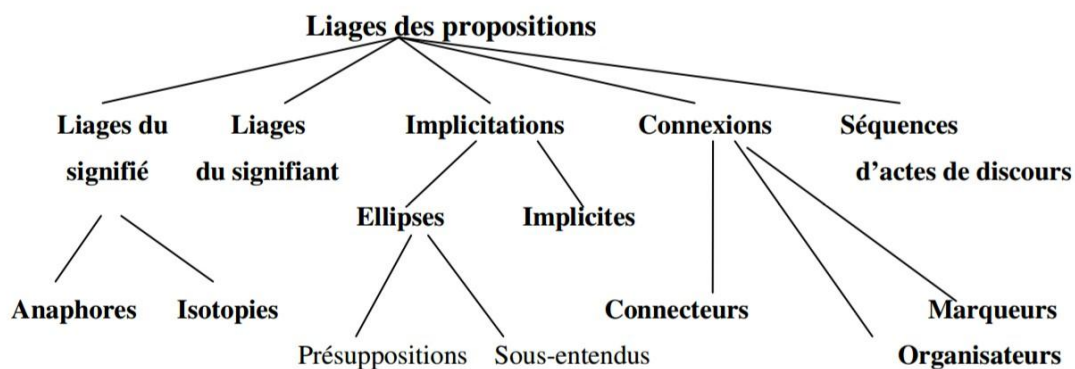 Liages des propositions
Liages du Liages Implicitations Connexions Séquences
signifié du signifiant d'actes de discours
Ellipses Implicites
Anaphores Isotopies Connecteurs Marqueurs
Présuppositions Sous-entendus Organisateurs